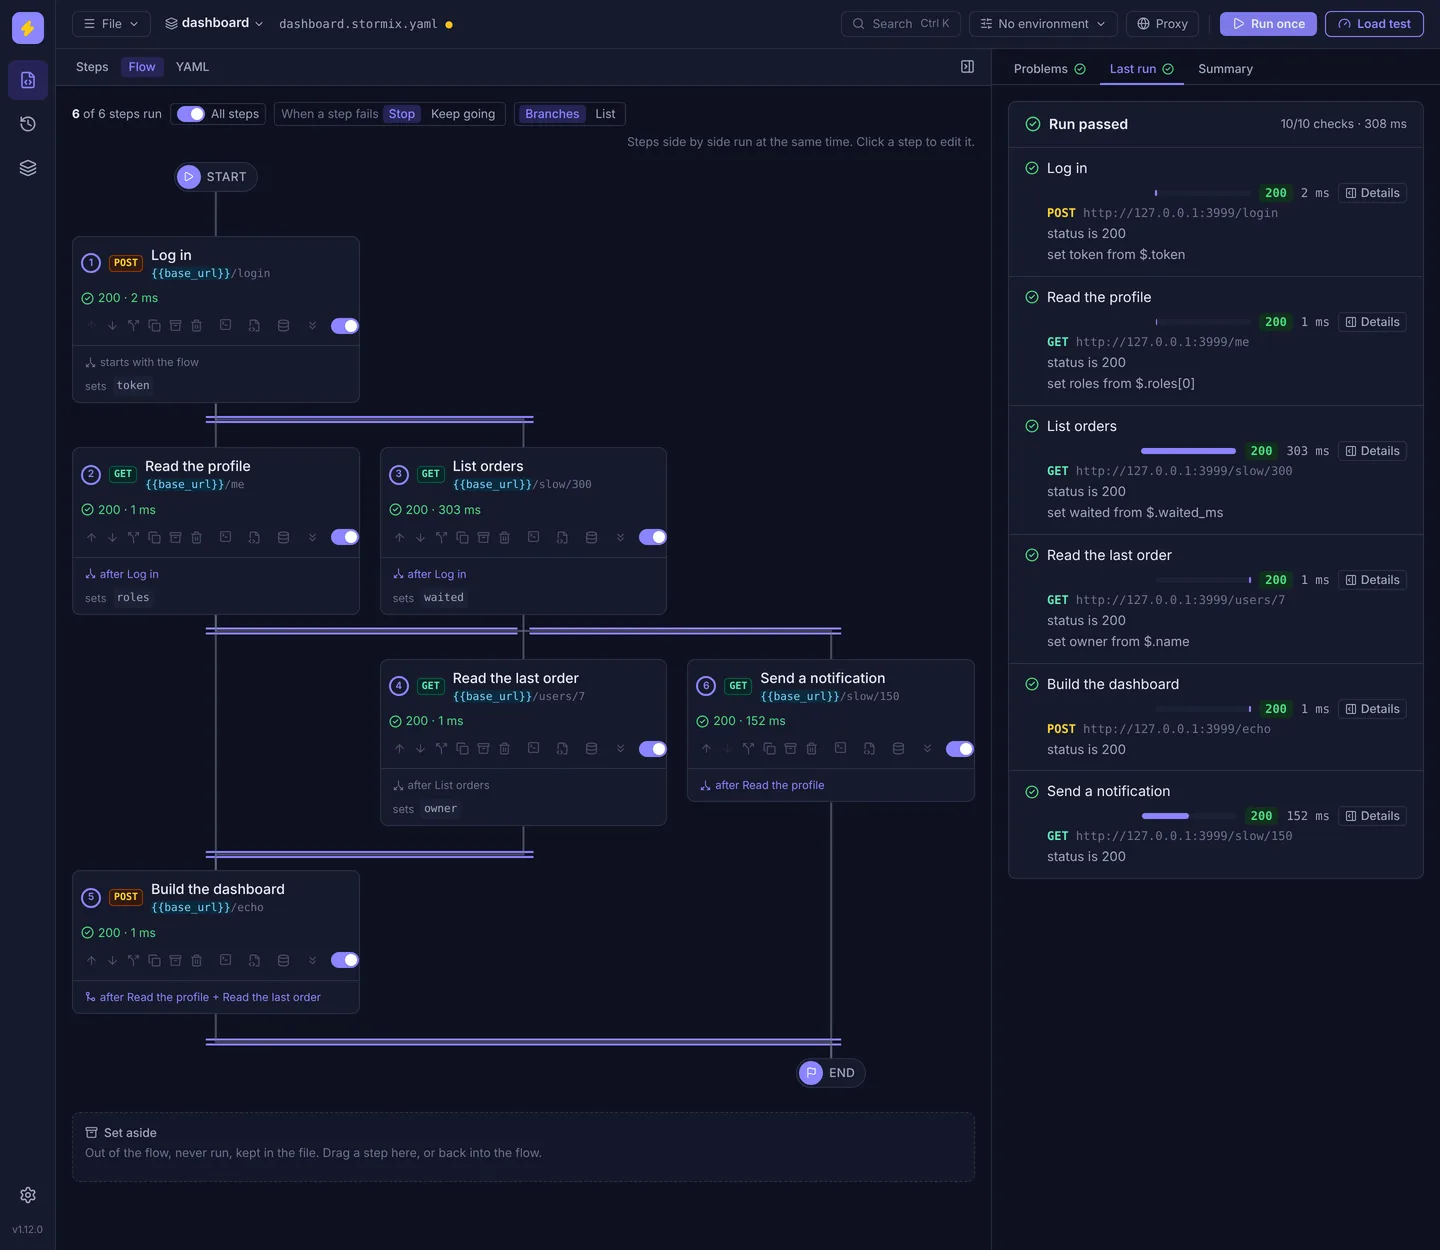 File
dashboard
dashboard.stormix.yaml
Search Ctrl K
No environment
Proxy
Run once
Load test
Steps
Flow
YAML
6 of 6 steps run
All steps
When a step fails Stop Keep going
Branches List
Steps side by side run at the same time. Click a step to edit it.
START
1 POST Log in
{{base_url}}/login
200 · 2 ms
starts with the flow
sets token
2 GET Read the profile
{{base_url}}/me
200 · 1 ms
after Log in
sets roles
3 GET List orders
{{base_url}}/slow/300
200 · 303 ms
after Log in
sets waited
4 GET Read the last order
{{base_url}}/users/7
200 · 1 ms
after List orders
sets owner
6 GET Send a notification
{{base_url}}/slow/150
200 · 152 ms
after Read the profile
5 POST Build the dashboard
{{base_url}}/echo
200 · 1 ms
after Read the profile + Read the last order
END
Set aside
Out of the flow, never run, kept in the file. Drag a step here, or back into the flow.
v1.12.0
Problems
Last run
Summary
Run passed 10/10 checks · 308 ms
Log in
200 2 ms Details
POST http://127.0.0.1:3999/login
status is 200
set token from $.token
Read the profile
200 1 ms Details
GET http://127.0.0.1:3999/me
status is 200
set roles from $.roles[0]
List orders
200 303 ms Details
GET http://127.0.0.1:3999/slow/300
status is 200
set waited from $.waited_ms
Read the last order
200 1 ms Details
GET http://127.0.0.1:3999/users/7
status is 200
set owner from $.name
Build the dashboard
200 1 ms Details
POST http://127.0.0.1:3999/echo
status is 200
Send a notification
200 152 ms Details
GET http://127.0.0.1:3999/slow/150
status is 200